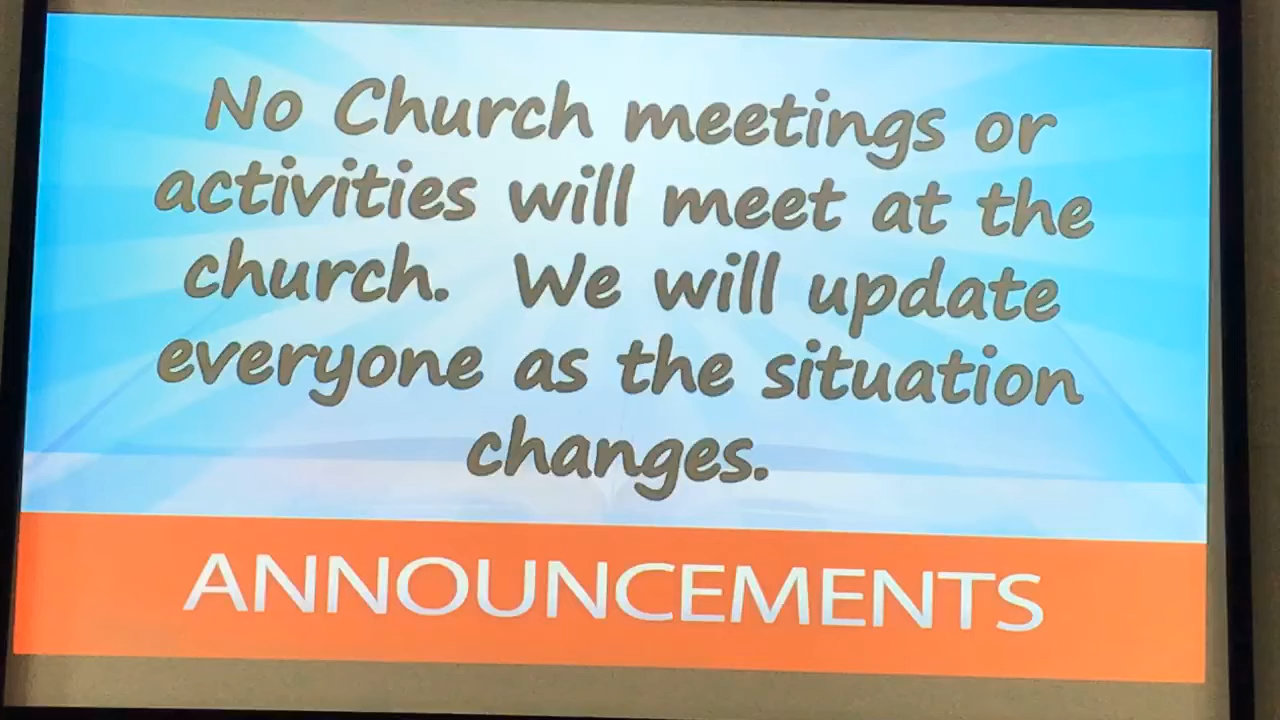 No Church meetings or
activities will meet at the
church. We will update
everyone as the situation
changes.
ANNOUNCEMENTS